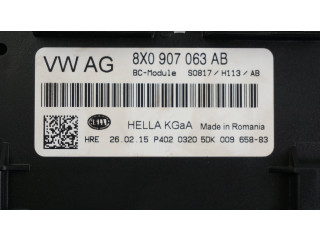 VW AG 8X0 907 063 AB
BC-Module S0817/H113/AB
HELLA
HELLA KGaA Made in Romania
HRE 26.02.15 P402 0320 5DK 009 658-83